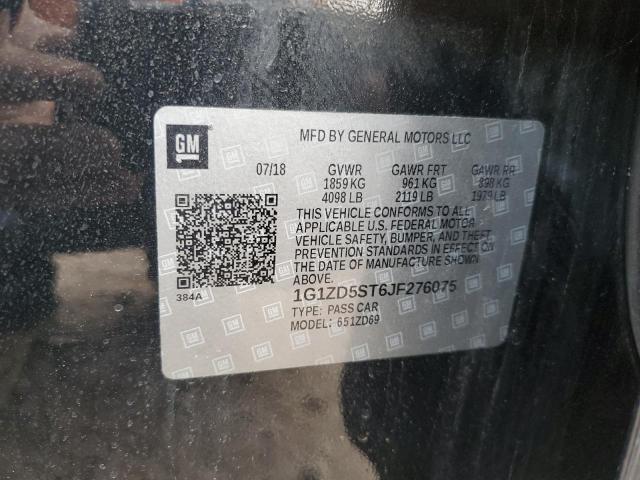 GM
MFD BY GENERAL MOTORS LLC
07/18 GVWR GAWR FRT GAWR RR
1859 KG 961 KG 898 KG
4098 LB 2119 LB 1979 LB
THIS VEHICLE CONFORMS TO ALL
APPLICABLE U.S. FEDERAL MOTOR
VEHICLE SAFETY, BUMPER, AND THEFT
PREVENTION STANDARDS IN EFFECT ON
THE DATE OF MANUFACTURE SHOWN
ABOVE.
384A
1G1ZD5ST6JF276075
TYPE: PASS CAR
MODEL: 651ZD69